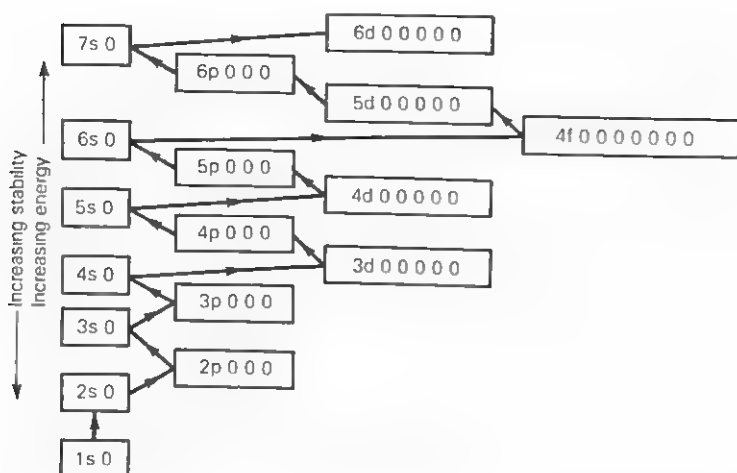 7s 0
6d 0 0 0 0 0
6p 0 0 0
5d 0 0 0 0 0
6s 0
4f 0 0 0 0 0 0 0
5p 0 0 0
5s 0
4d 0 0 0 0 0
4p 0 0 0
4s 0
3d 0 0 0 0 0
3p 0 0 0
3s 0
2p 0 0 0
2s 0
1s 0
Increasing stability
Increasing energy